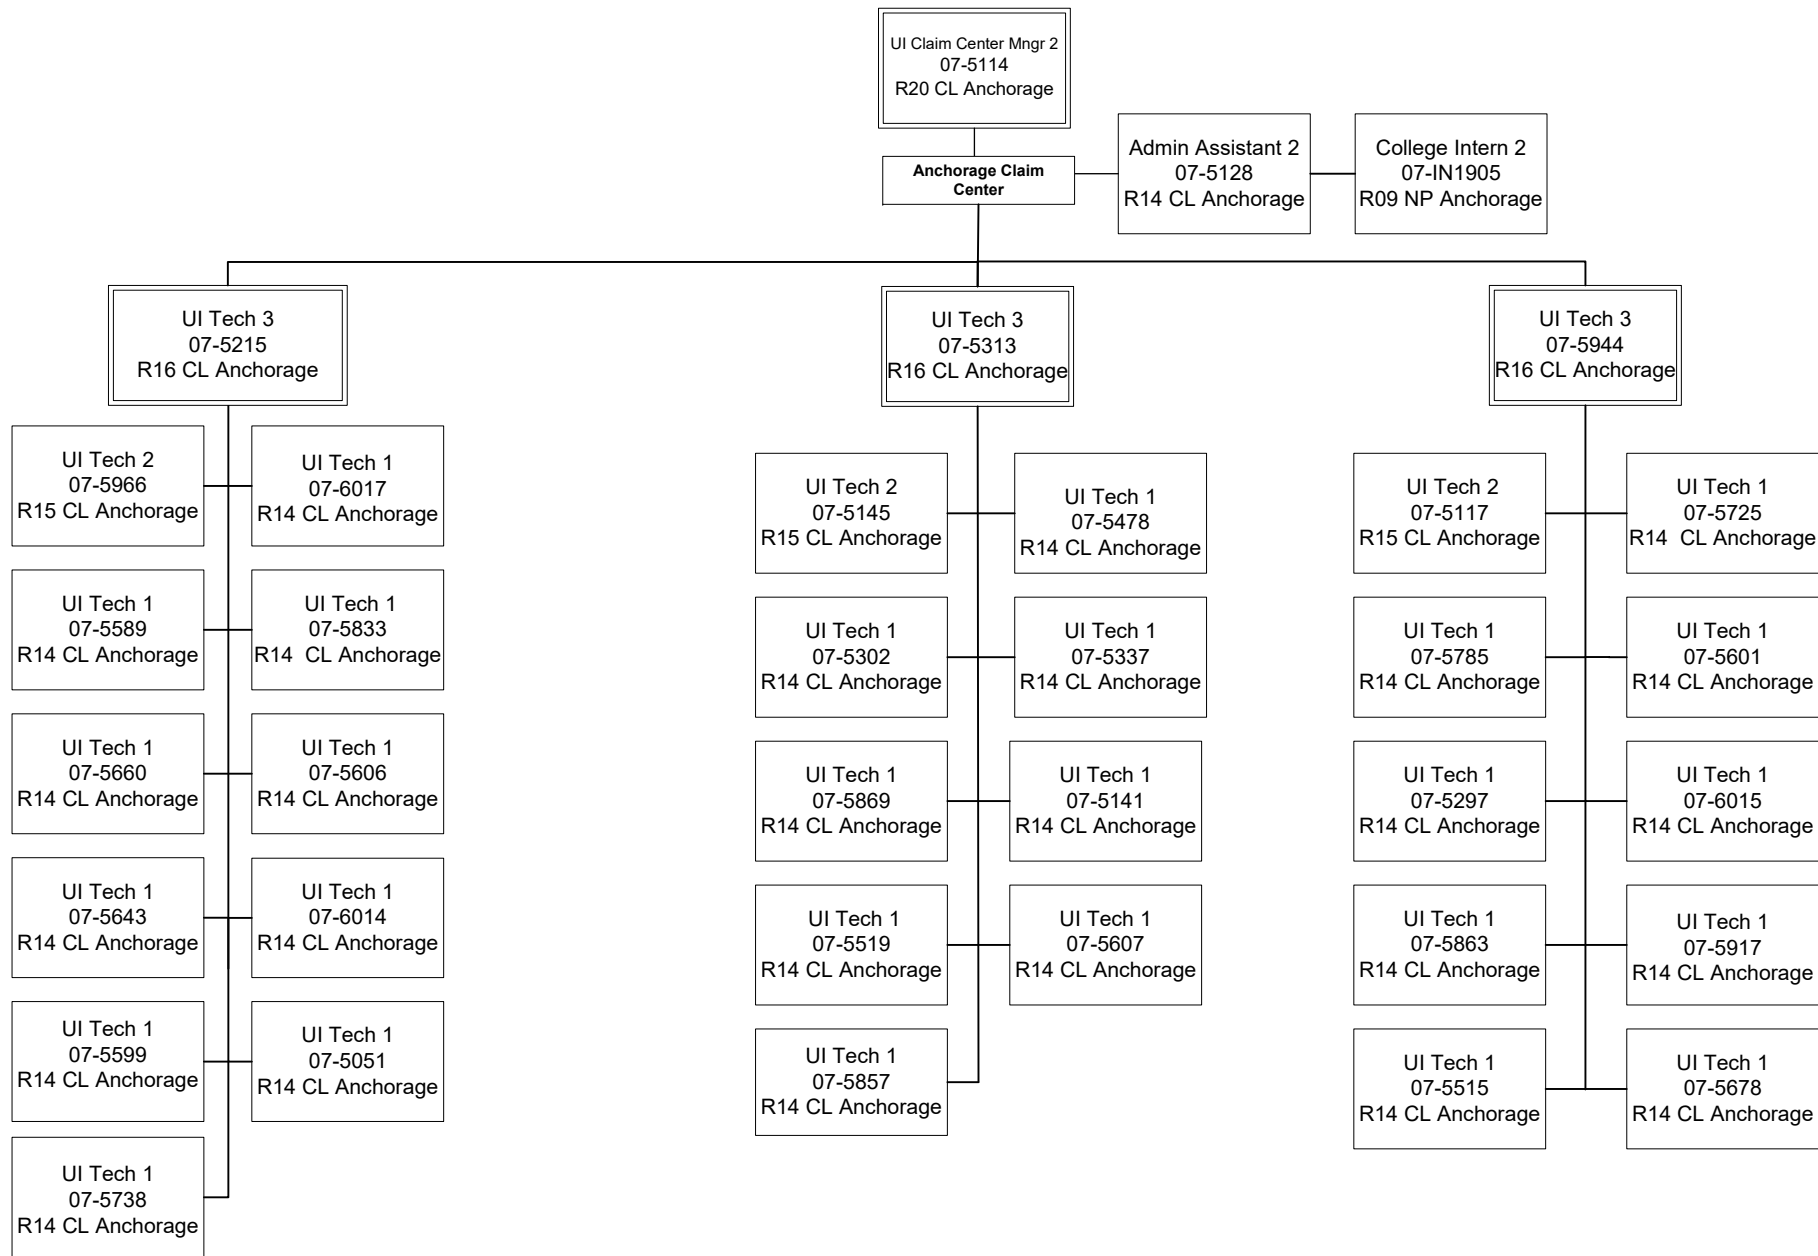 UI Claim Center Mngr 2
07-5114
R20 CL Anchorage
Anchorage Claim
Center
Admin Assistant 2
07-5128
R14 CL Anchorage
College Intern 2
07-IN1905
R09 NP Anchorage
UI Tech 3
07-5215
R16 CL Anchorage
UI Tech 3
07-5313
R16 CL Anchorage
UI Tech 3
07-5944
R16 CL Anchorage
UI Tech 2
07-5966
R15 CL Anchorage
UI Tech 1
07-6017
R14 CL Anchorage
UI Tech 1
07-5589
R14 CL Anchorage
UI Tech 1
07-5833
R14  CL Anchorage
UI Tech 1
07-5660
R14 CL Anchorage
UI Tech 1
07-5606
R14 CL Anchorage
UI Tech 1
07-5643
R14 CL Anchorage
UI Tech 1
07-6014
R14 CL Anchorage
UI Tech 1
07-5599
R14 CL Anchorage
UI Tech 1
07-5051
R14 CL Anchorage
UI Tech 1
07-5738
R14 CL Anchorage
UI Tech 2
07-5145
R15 CL Anchorage
UI Tech 1
07-5478
R14 CL Anchorage
UI Tech 1
07-5302
R14 CL Anchorage
UI Tech 1
07-5337
R14 CL Anchorage
UI Tech 1
07-5869
R14 CL Anchorage
UI Tech 1
07-5141
R14 CL Anchorage
UI Tech 1
07-5519
R14 CL Anchorage
UI Tech 1
07-5607
R14 CL Anchorage
UI Tech 1
07-5857
R14 CL Anchorage
UI Tech 2
07-5117
R15 CL Anchorage
UI Tech 1
07-5725
R14  CL Anchorage
UI Tech 1
07-5785
R14 CL Anchorage
UI Tech 1
07-5601
R14 CL Anchorage
UI Tech 1
07-5297
R14 CL Anchorage
UI Tech 1
07-6015
R14 CL Anchorage
UI Tech 1
07-5863
R14 CL Anchorage
UI Tech 1
07-5917
R14 CL Anchorage
UI Tech 1
07-5515
R14 CL Anchorage
UI Tech 1
07-5678
R14 CL Anchorage